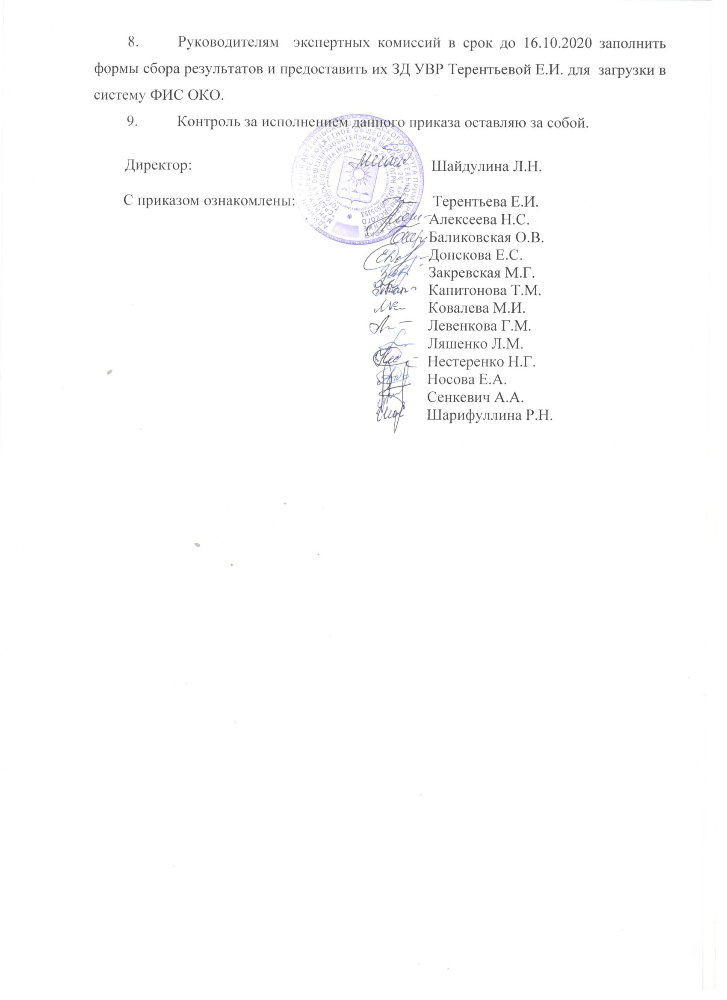 8. Руководителям экспертных комиссий в срок до 16.10.2020 заполнить
формы сбора результатов и предоставить их ЗД УВР Терентьевой Е.И. для загрузки в
систему ФИС ОКО.
9. Контроль за исполнением данного приказа оставляю за собой.
Директор: Шайдулина Л.Н.
С приказом ознакомлены: Терентьева Е.И.
Алексеева Н.С.
Баликовская О.В.
Донскова Е.С.
Закревская М.Г.
Капитонова Т.М.
Ковалева М.И.
Левенкова Г.М.
Ляшенко Л.М.
Нестеренко Н.Г.
Носова Е.А.
Сенкевич А.А.
Шарифуллина Р.Н.